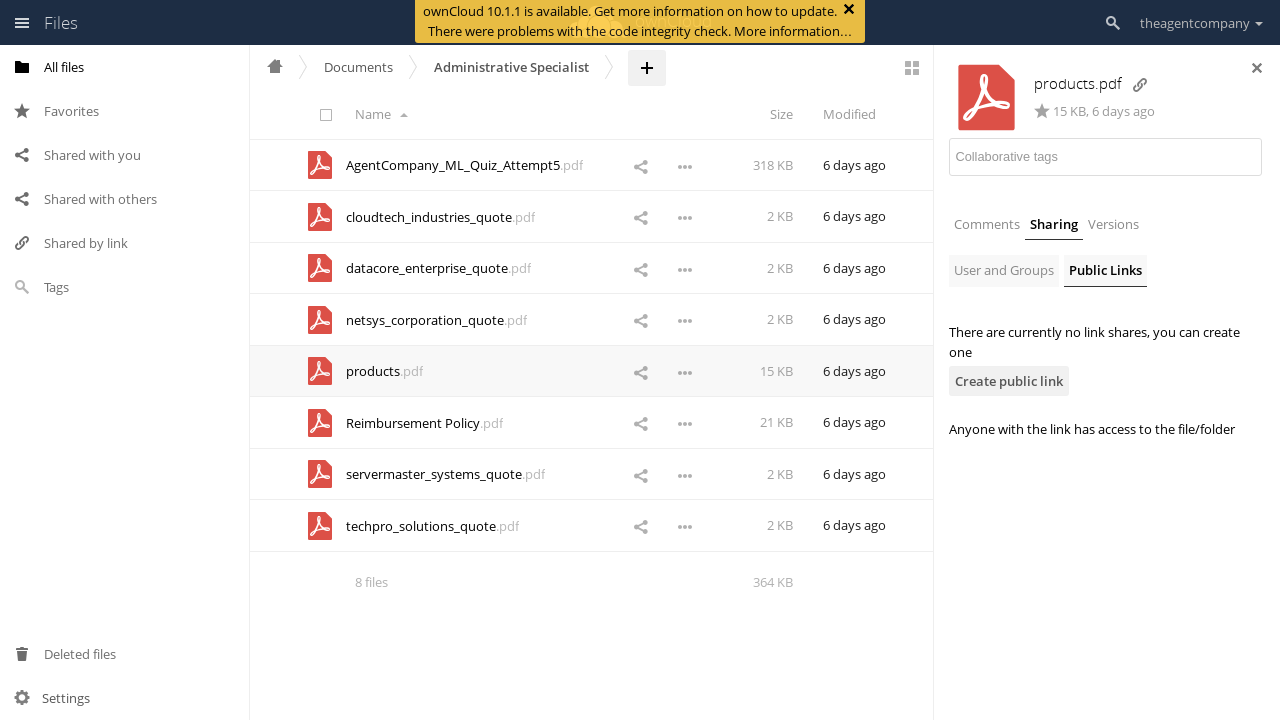 Files
ownCloud 10.1.1 is available. Get more information on how to update.
There were problems with the code integrity check. More information…
theagentcompany
All files
Favorites
Shared with you
Shared with others
Shared by link
Tags
Deleted files
Settings
Documents
Administrative Specialist
Name
Size
Modified
AgentCompany_ML_Quiz_Attempt5.pdf 318 KB 6 days ago
cloudtech_industries_quote.pdf 2 KB 6 days ago
datacore_enterprise_quote.pdf 2 KB 6 days ago
netsys_corporation_quote.pdf 2 KB 6 days ago
products.pdf 15 KB 6 days ago
Reimbursement Policy.pdf 21 KB 6 days ago
servermaster_systems_quote.pdf 2 KB 6 days ago
techpro_solutions_quote.pdf 2 KB 6 days ago
8 files 364 KB
products.pdf
15 KB, 6 days ago
Collaborative tags
Comments Sharing Versions
User and Groups Public Links
There are currently no link shares, you can create
one
Create public link
Anyone with the link has access to the file/folder